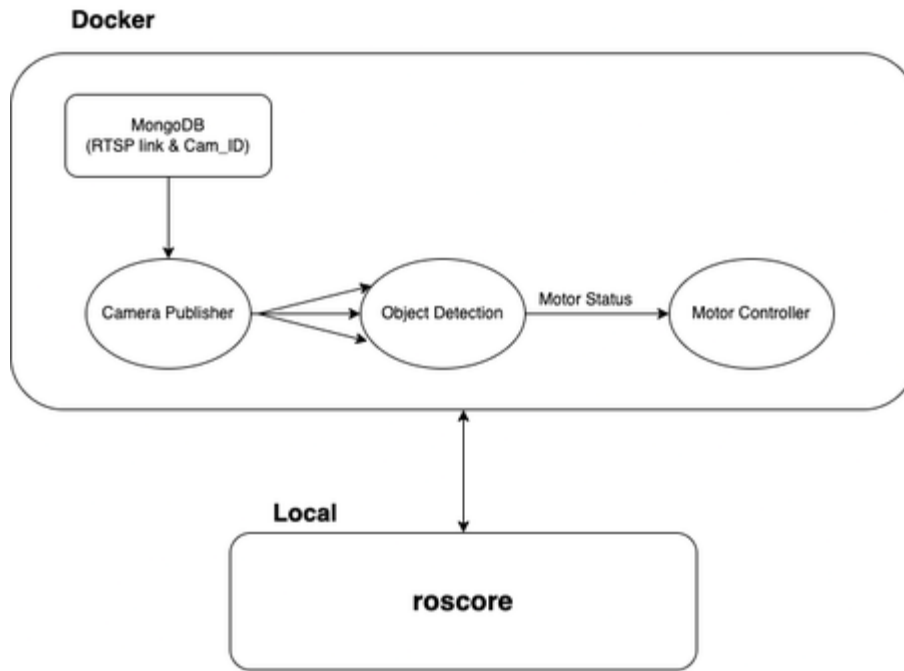 Docker
MongoDB
(RTSP link & Cam_ID)
Camera Publisher
Object Detection
Motor Status
Motor Controller
Local
roscore